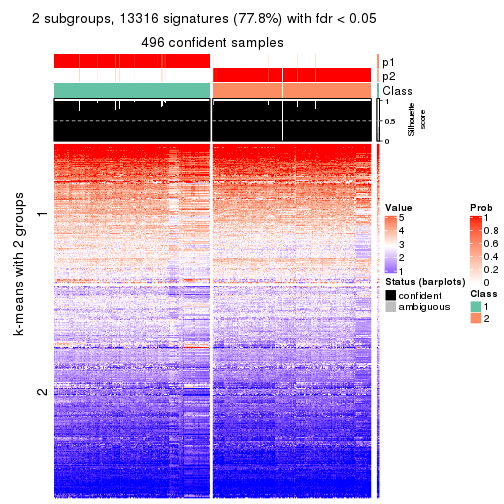 2 subgroups, 13316 signatures (77.8%) with fdr < 0.05
496 confident samples
p1
p2
Class
1
0.5
0
Silhouette
score
k-means with 2 groups
1
2
Value
5
4
3
2
1
Status (barplots)
confident
ambiguous
Prob
1
0.8
0.6
0.4
0.2
0
Class
1
2